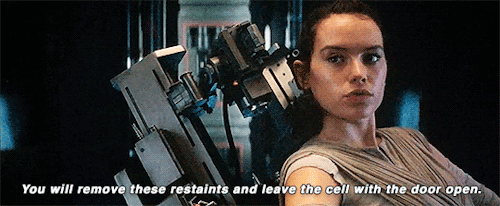 You will remove these restaints and leave the cell with the door open.